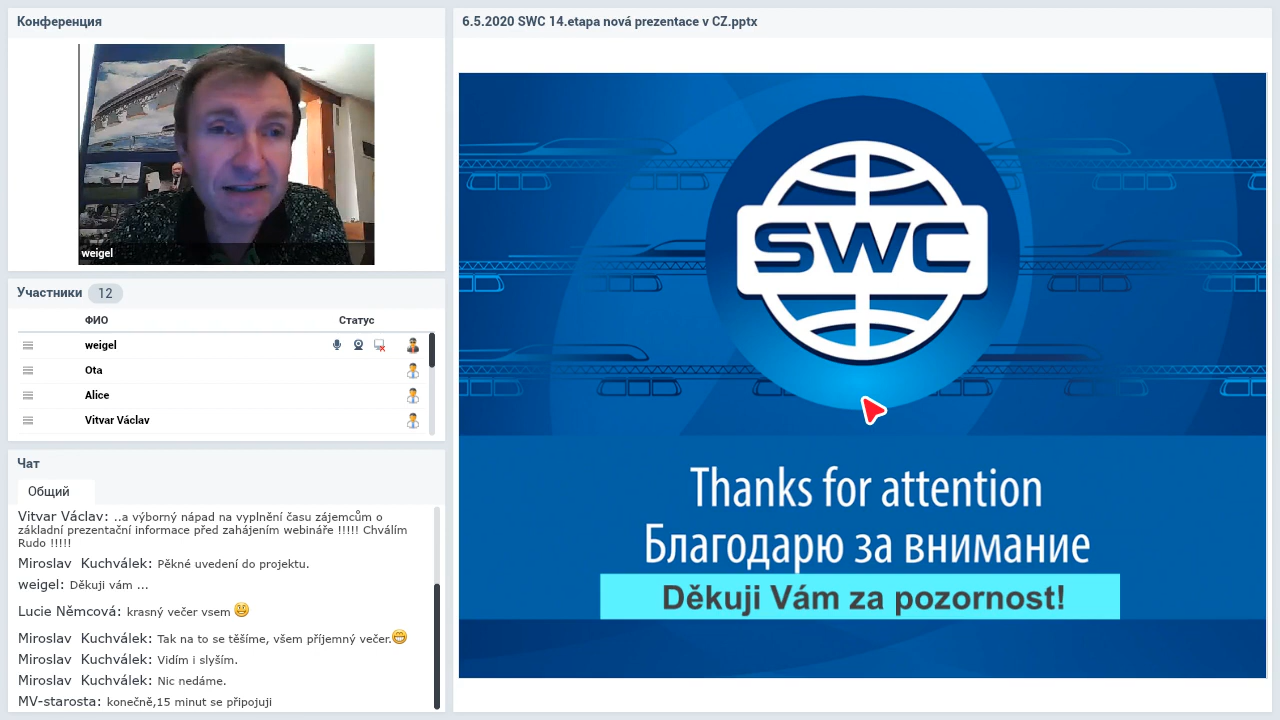 Конференция
weigel
Участники 12
ФИО Статус
weigel
Ota
Alice
Vitvar Václav
Чат
Общий
Vitvar Václav: ..a výborný nápad na vyplnění času zájemcům o
základní prezentační informace před zahájením webináře !!!!! Chválím
Rudo !!!!!
Miroslav Kuchválek: Pěkné uvedení do projektu.
weigel: Děkuji vám ...
Lucie Němcová: krasný večer vsem
Miroslav Kuchválek: Tak na to se těšíme, všem příjemný večer.
Miroslav Kuchválek: Vidím i slyším.
Miroslav Kuchválek: Nic nedáme.
MV-starosta: konečně,15 minut se připojuji
6.5.2020 SWC 14.etapa nová prezentace v CZ.pptx
SWC
Thanks for attention
Благодарю за внимание
Děkuji Vám za pozornost!